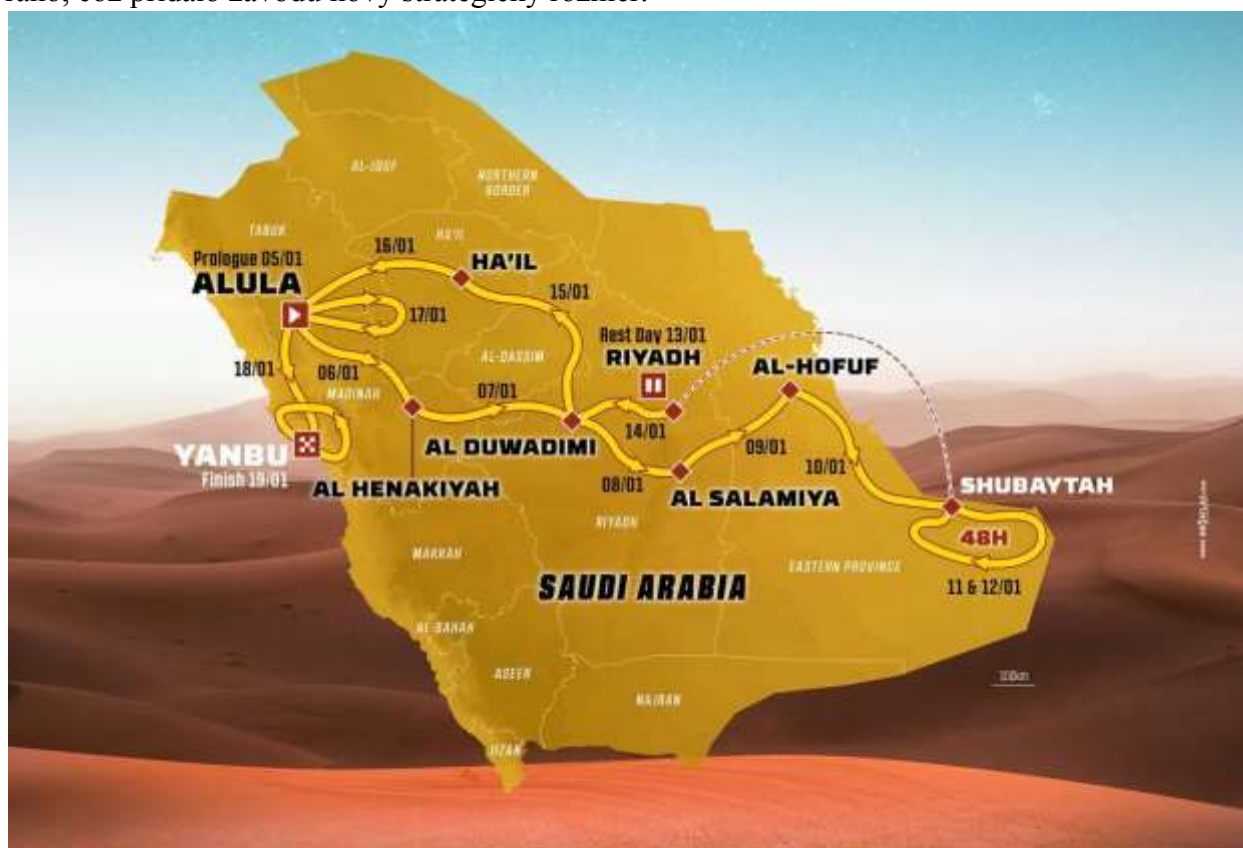 AL-JOUF
NORTHERN
BORDER
TABUK
HA'IL
16/01
Prologue 05/01
ALULA
HA'IL
15/01
17/01
Rest Day 13/01
RIYADH
AL-QASSIM
AL-HOFUF
18/01
06/01
MADINAH
07/01
14/01
09/01
YANBU
Finish 19/01
AL DUWADIMI
10/01
08/01
AL HENAKIYAH
AL SALAMIYA
SHUBAYTAH
RIYADH
48H
MAKKAH
EASTERN PROVINCE
SAUDI ARABIA
11 & 12/01
AL-BAHAH
ASEER
100km
NAJRAN
JIZAN